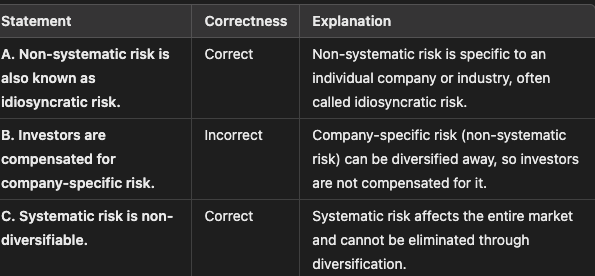 Statement Correctness Explanation
A. Non-systematic risk is Correct Non-systematic risk is specific to an
also known as individual company or industry, often
idiosyncratic risk. called idiosyncratic risk.
B. Investors are Incorrect Company-specific risk (non-systematic
compensated for risk) can be diversified away, so investors
company-specific risk. are not compensated for it.
C. Systematic risk is non- Correct Systematic risk affects the entire market
diversifiable. and cannot be eliminated through
diversification.